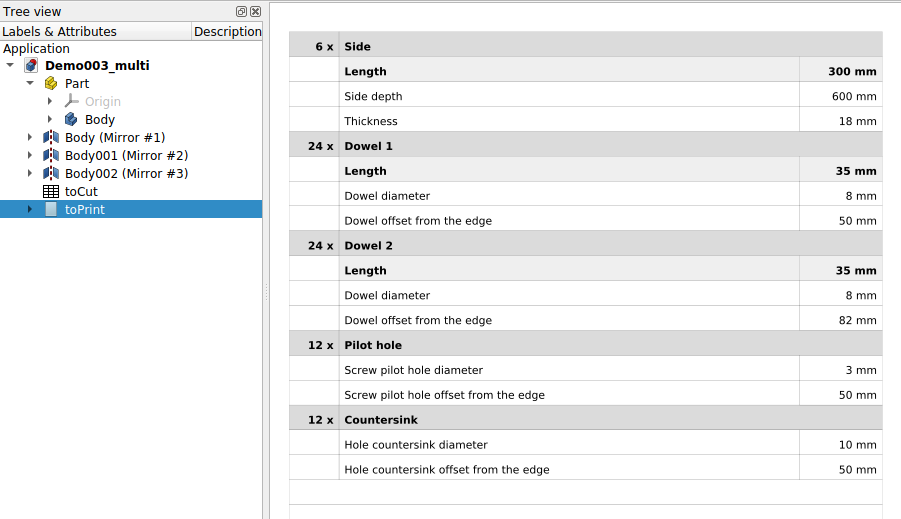 Tree view
Labels & Attributes Description
Application
Demo003_multi
Part
Origin
Body
Body (Mirror #1)
Body001 (Mirror #2)
Body002 (Mirror #3)
toCut
toPrint
6 x Side
Length 300 mm
Side depth 600 mm
Thickness 18 mm
24 x Dowel 1
Length 35 mm
Dowel diameter 8 mm
Dowel offset from the edge 50 mm
24 x Dowel 2
Length 35 mm
Dowel diameter 8 mm
Dowel offset from the edge 82 mm
12 x Pilot hole
Screw pilot hole diameter 3 mm
Screw pilot hole offset from the edge 50 mm
12 x Countersink
Hole countersink diameter 10 mm
Hole countersink offset from the edge 50 mm